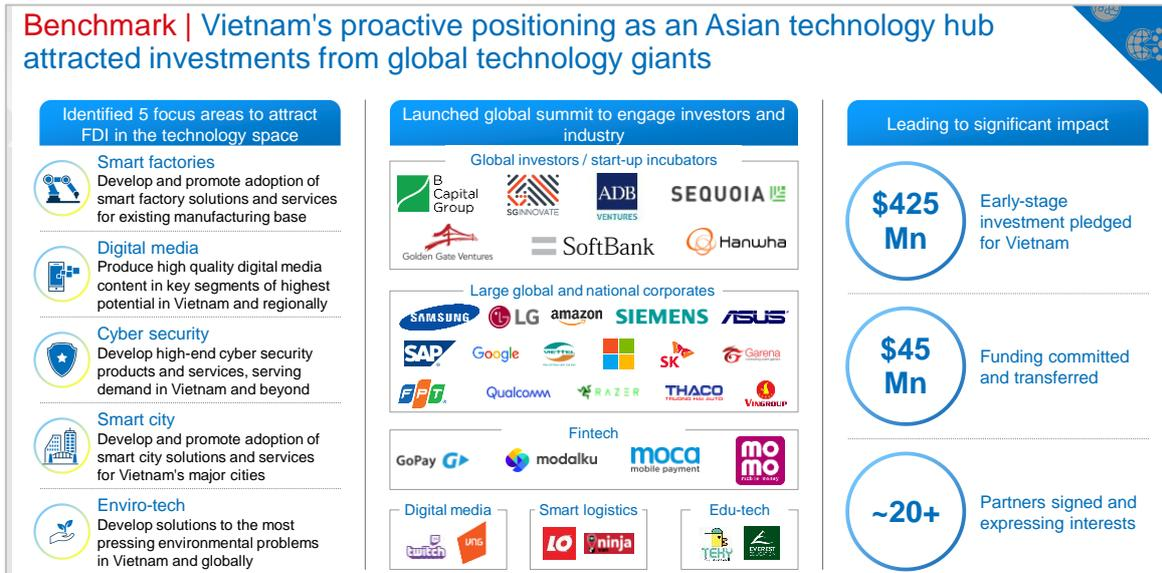 Benchmark | Vietnam's proactive positioning as an Asian technology hub
attracted investments from global technology giants
Identified 5 focus areas to attract
FDI in the technology space
Smart factories
Develop and promote adoption of
smart factory solutions and services
for existing manufacturing base
Digital media
Produce high quality digital media
content in key segments of highest
potential in Vietnam and regionally
Cyber security
Develop high-end cyber security
products and services, serving
demand in Vietnam and beyond
Smart city
Develop and promote adoption of
smart city solutions and services
for Vietnam's major cities
Enviro-tech
Develop solutions to the most
pressing environmental problems
in Vietnam and globally
Launched global summit to engage investors and
industry
Global investors / start-up incubators
B
Capital
Group
SGINNOVATE
ADB
VENTURES
SEQUOIA
Golden Gate Ventures
SoftBank
Hanwha
Large global and national corporates
SAMSUNG
LG
amazon
SIEMENS
ASUS
SAP
Google
VIETTEL
SK
Garena
FPT
Qualcomm
RAZER
THACO
TRUONG HAI AUTO
VINGROUP
Fintech
GoPay
modalku
moca
mobile payment
mo
mo
mobile money
Digital media
twitch
VNG
Smart logistics
LO
ninja
Edu-tech
TEKY
EVEREST
Leading to significant impact
$425
Mn
Early-stage
investment pledged
for Vietnam
$45
Mn
Funding committed
and transferred
~20+
Partners signed and
expressing interests